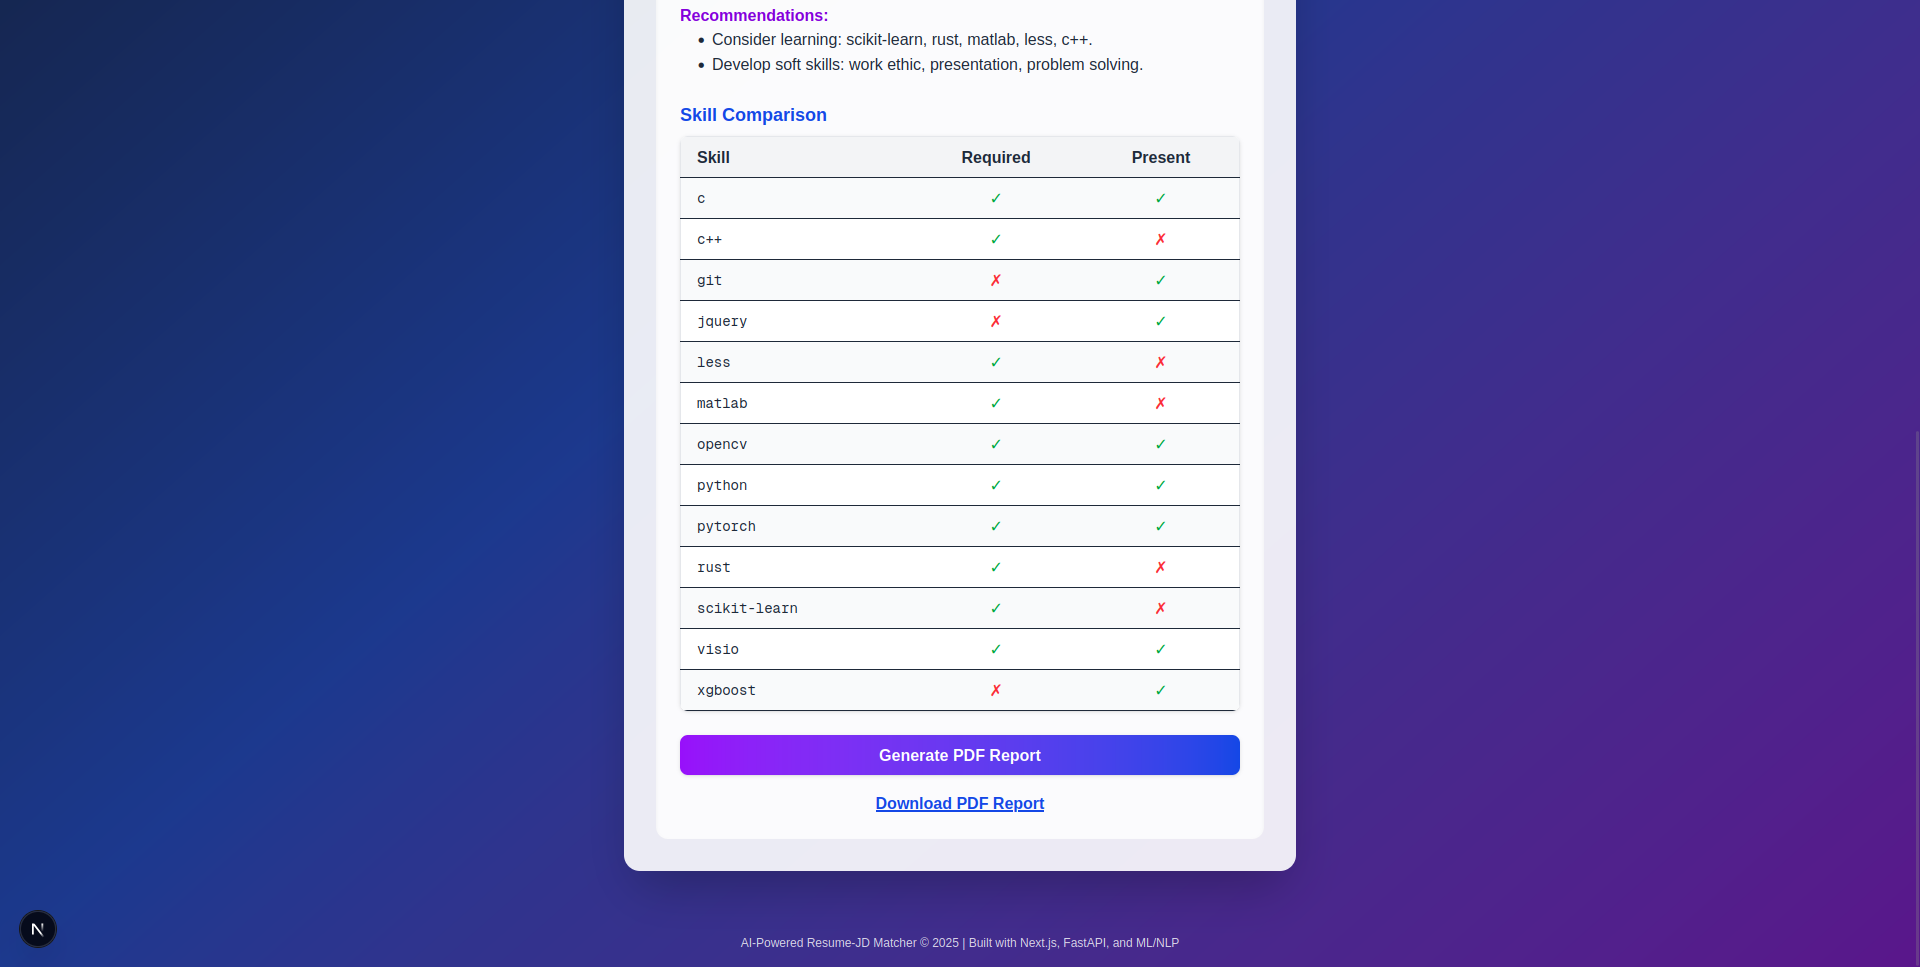 Recommendations:
• Consider learning: scikit-learn, rust, matlab, less, c++.
• Develop soft skills: work ethic, presentation, problem solving.
Skill Comparison
Skill Required Present
c ✓ ✓
c++ ✓ ✗
git ✗ ✓
jquery ✗ ✓
less ✓ ✗
matlab ✓ ✗
opencv ✓ ✓
python ✓ ✓
pytorch ✓ ✓
rust ✓ ✗
scikit-learn ✓ ✗
visio ✓ ✓
xgboost ✗ ✓
Generate PDF Report
Download PDF Report
N
AI-Powered Resume-JD Matcher © 2025 | Built with Next.js, FastAPI, and ML/NLP